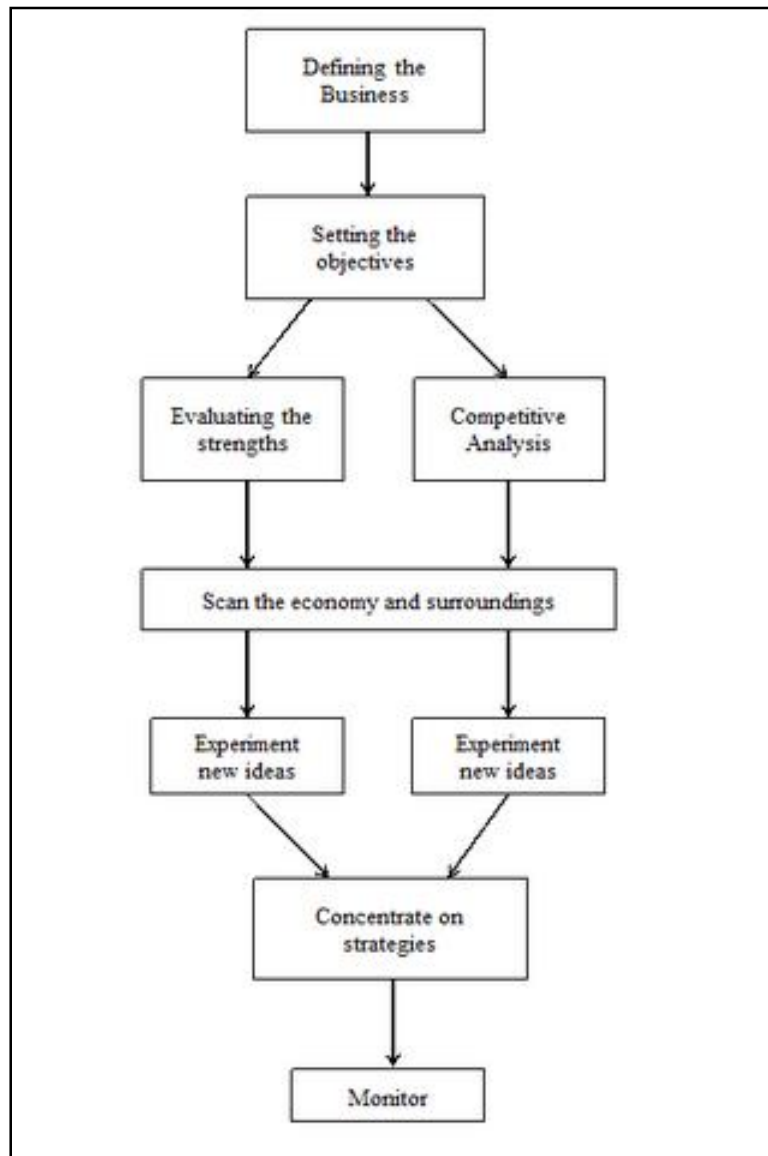 Defining the
Business
Setting the
objectives
Evaluating the
strengths
Competitive
Analysis
Scan the economy and surroundings
Experiment
new ideas
Experiment
new ideas
Concentrate on
strategies
Monitor